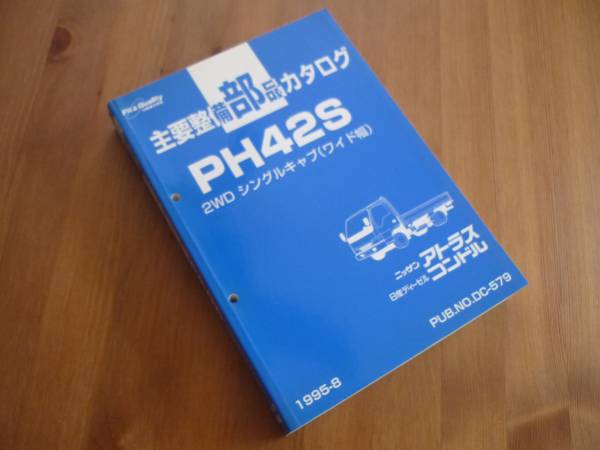 Fit & Quality
主要整備部品カタログ
PH42S
2WD シングルキャブ(ワイド幅)
ニッサン アトラス
日産ディーゼル コンドル
PUB.NO.DC-579
1995-8